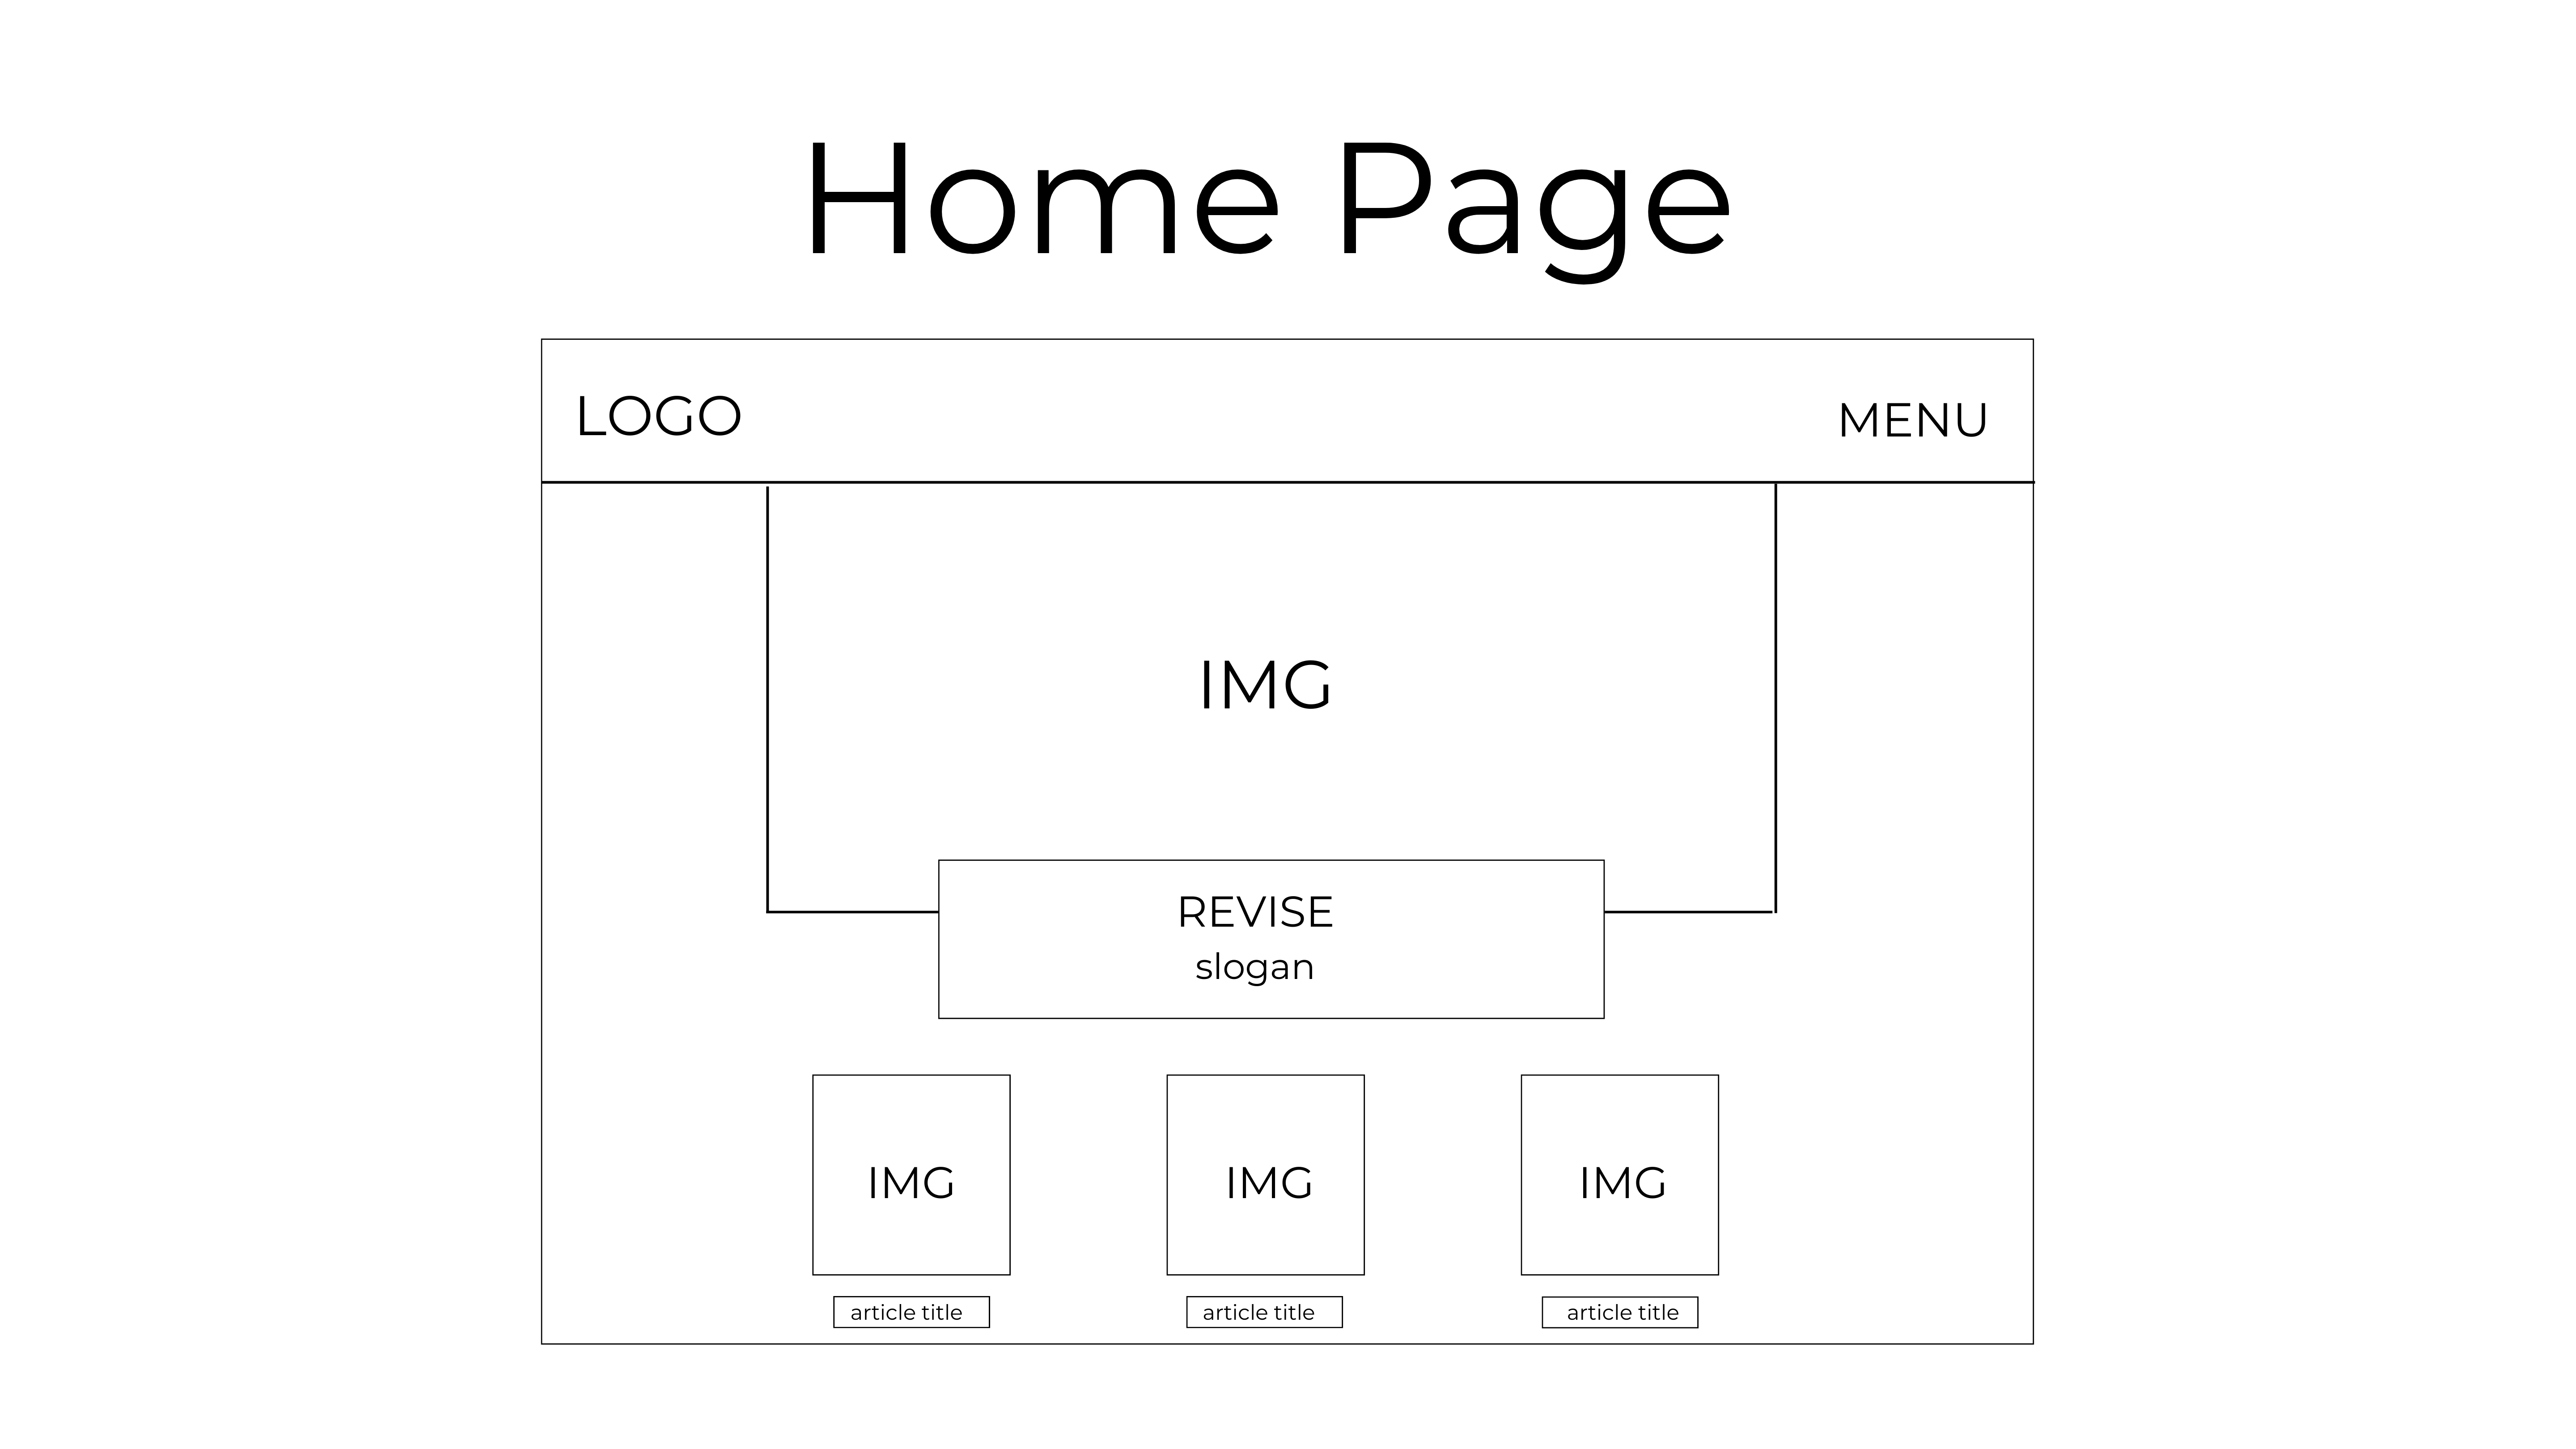 Home Page
LOGO
MENU
IMG
REVISE
slogan
IMG
IMG
IMG
article title
article title
article title